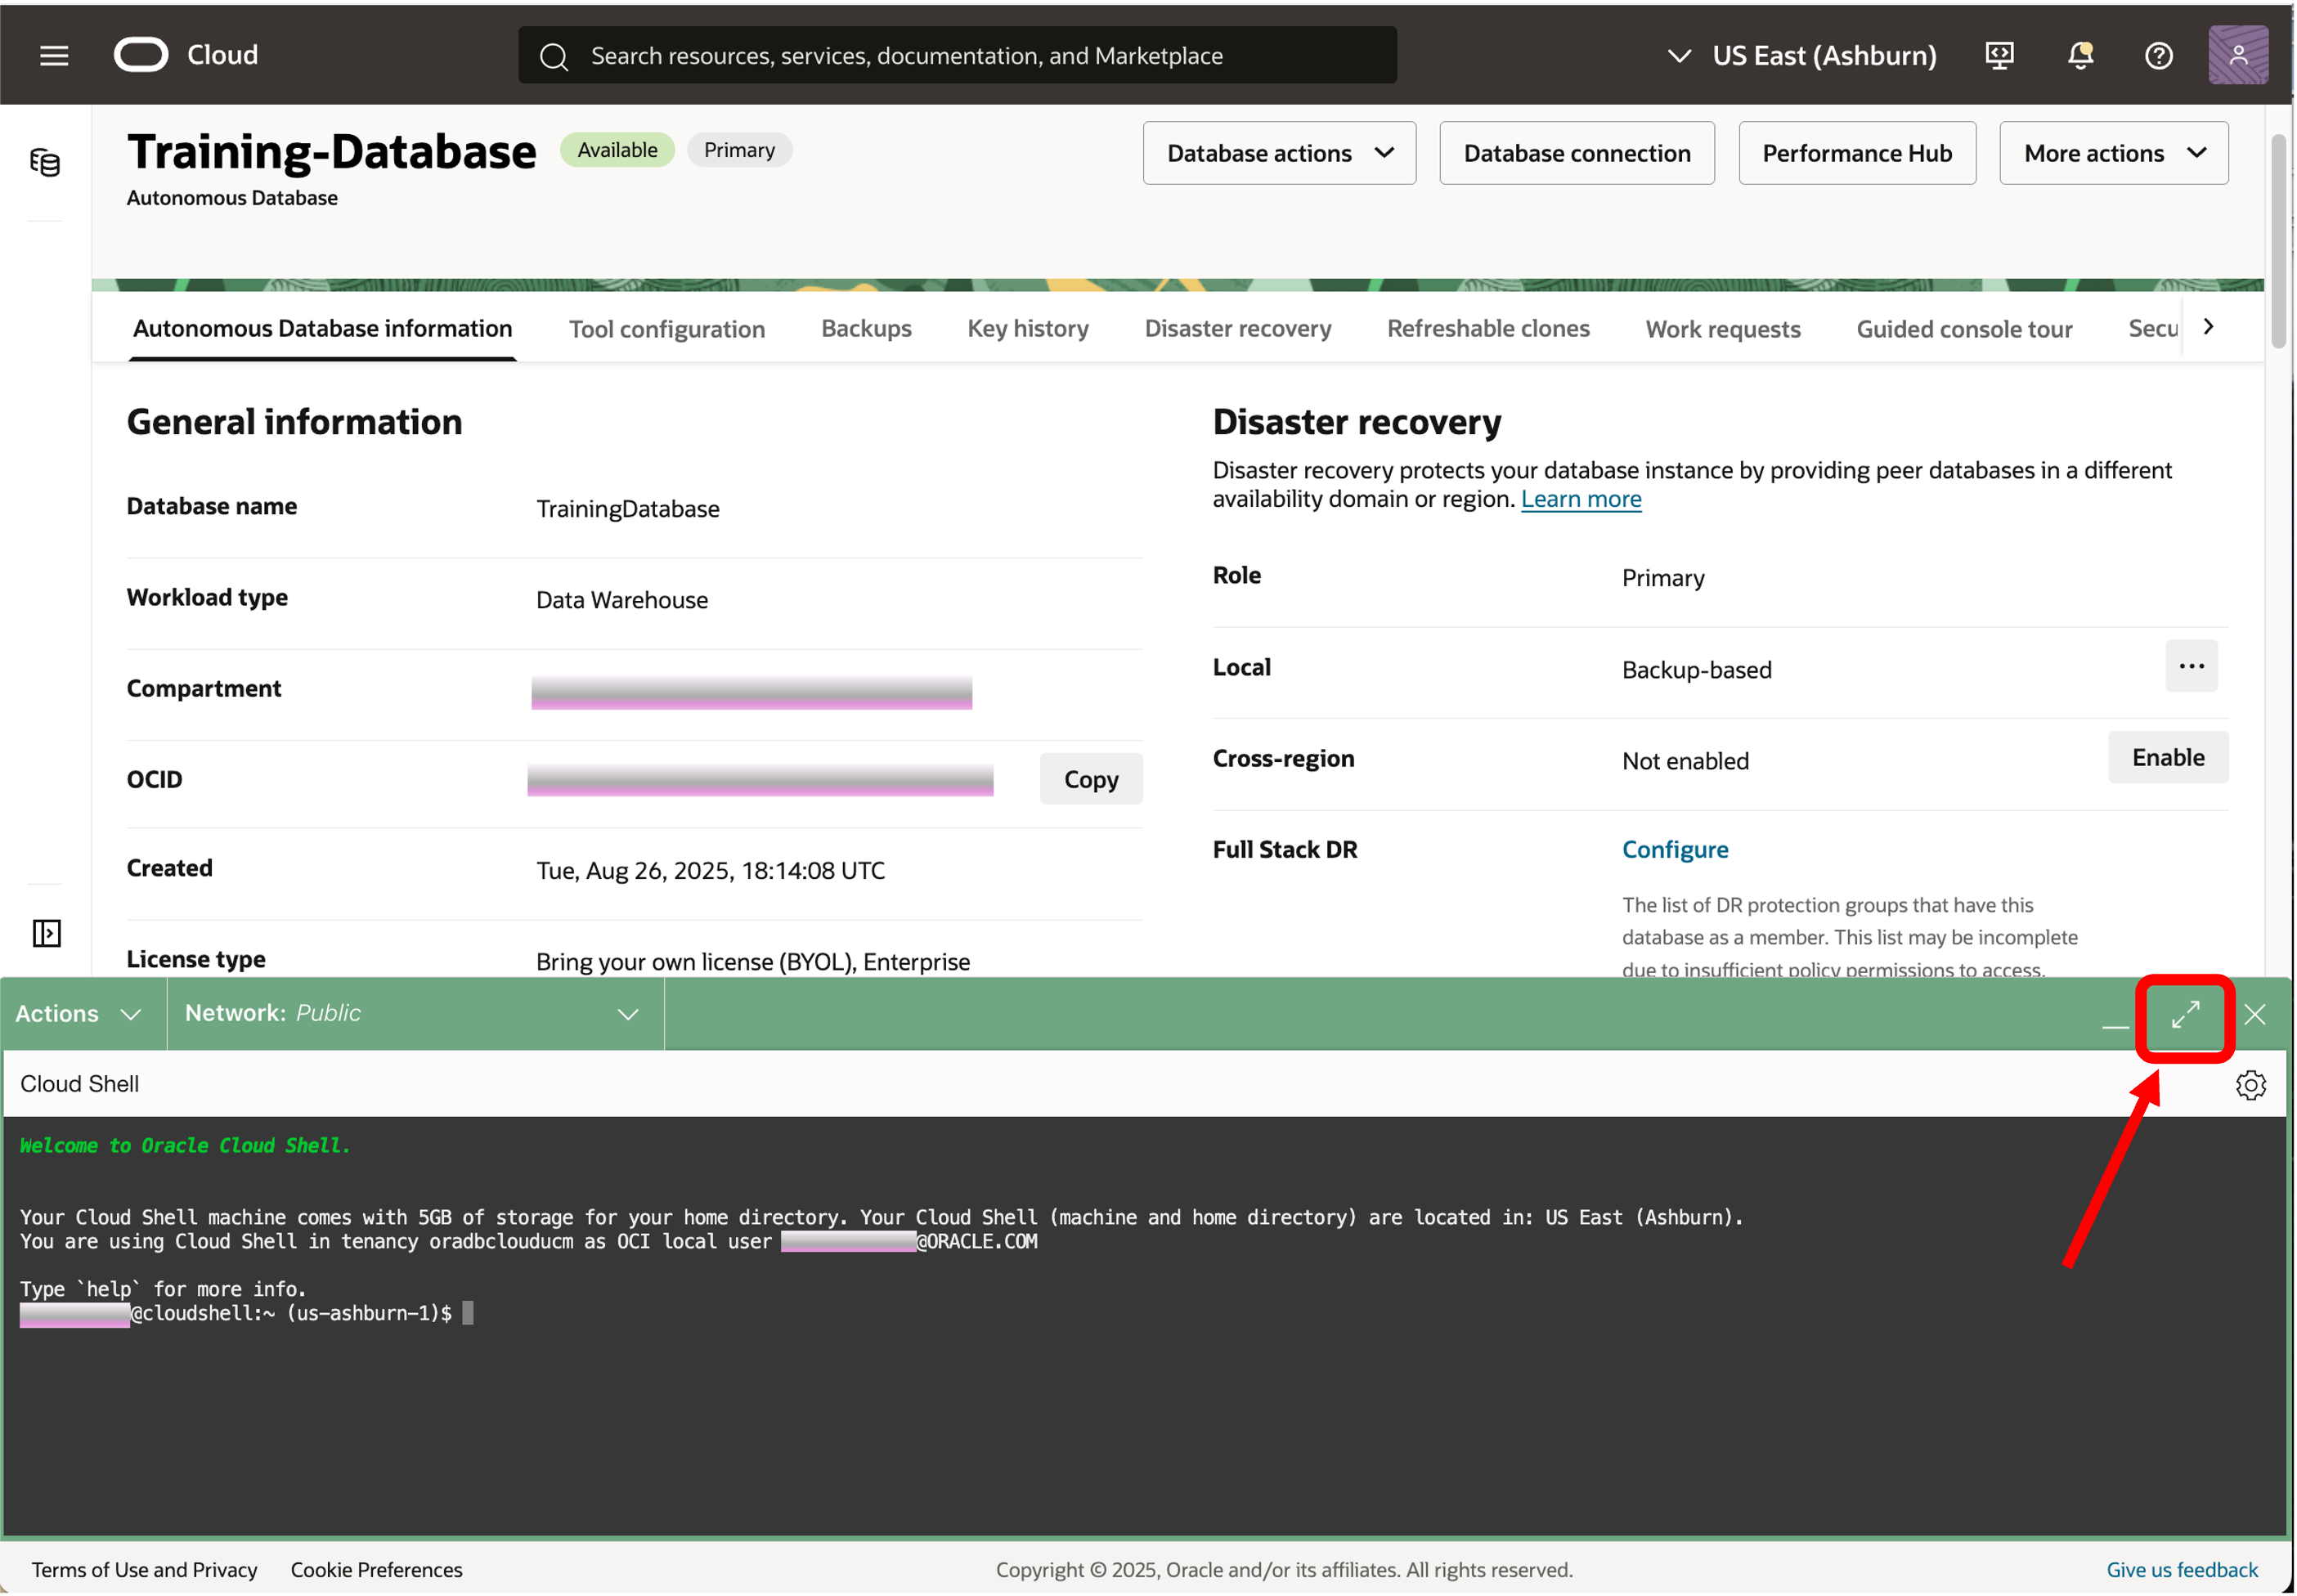 Cloud
Search resources, services, documentation, and Marketplace
US East (Ashburn)
Training-Database
Available
Primary
Autonomous Database
Database actions
Database connection
Performance Hub
More actions
Autonomous Database information
Tool configuration
Backups
Key history
Disaster recovery
Refreshable clones
Work requests
Guided console tour
Secu
General information
Database name
TrainingDatabase
Workload type
Data Warehouse
Compartment
OCID
Copy
Created
Tue, Aug 26, 2025, 18:14:08 UTC
License type
Bring your own license (BYOL), Enterprise
Disaster recovery
Disaster recovery protects your database instance by providing peer databases in a different
availability domain or region. Learn more
Role
Primary
Local
Backup-based
...
Cross-region
Not enabled
Enable
Full Stack DR
Configure
The list of DR protection groups that have this
database as a member. This list may be incomplete
due to insufficient policy permissions to access.
Actions
Network: Public
Cloud Shell
Welcome to Oracle Cloud Shell.
Your Cloud Shell machine comes with 5GB of storage for your home directory. Your Cloud Shell (machine and home directory) are located in: US East (Ashburn).
You are using Cloud Shell in tenancy oradbclouducm as OCI local user @ORACLE.COM
Type `help` for more info.
@cloudshell:~ (us-ashburn-1)$
Terms of Use and Privacy
Cookie Preferences
Copyright © 2025, Oracle and/or its affiliates. All rights reserved.
Give us feedback